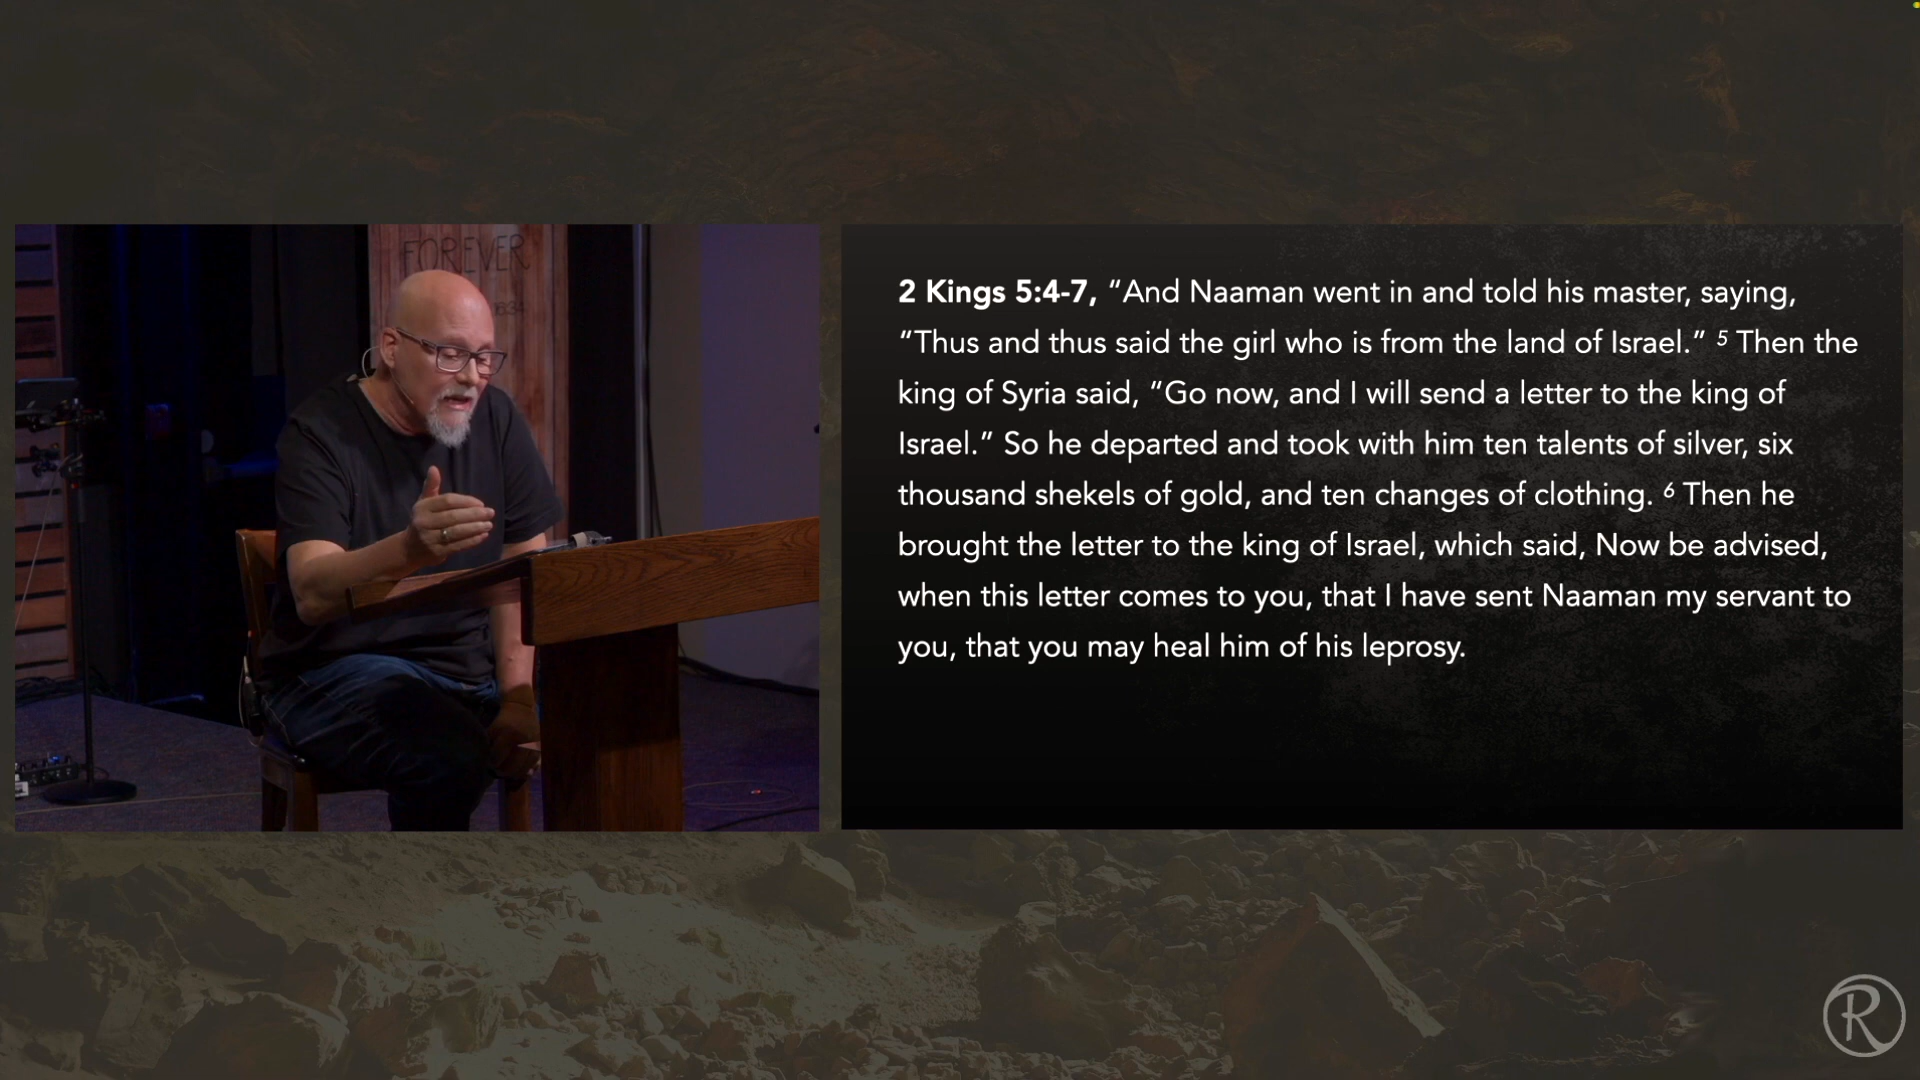 FOREVER
16:34
2 Kings 5:4-7, “And Naaman went in and told his master, saying,
“Thus and thus said the girl who is from the land of Israel.” 5 Then the
king of Syria said, “Go now, and I will send a letter to the king of
Israel.” So he departed and took with him ten talents of silver, six
thousand shekels of gold, and ten changes of clothing. 6 Then he
brought the letter to the king of Israel, which said, Now be advised,
when this letter comes to you, that I have sent Naaman my servant to
you, that you may heal him of his leprosy.
R